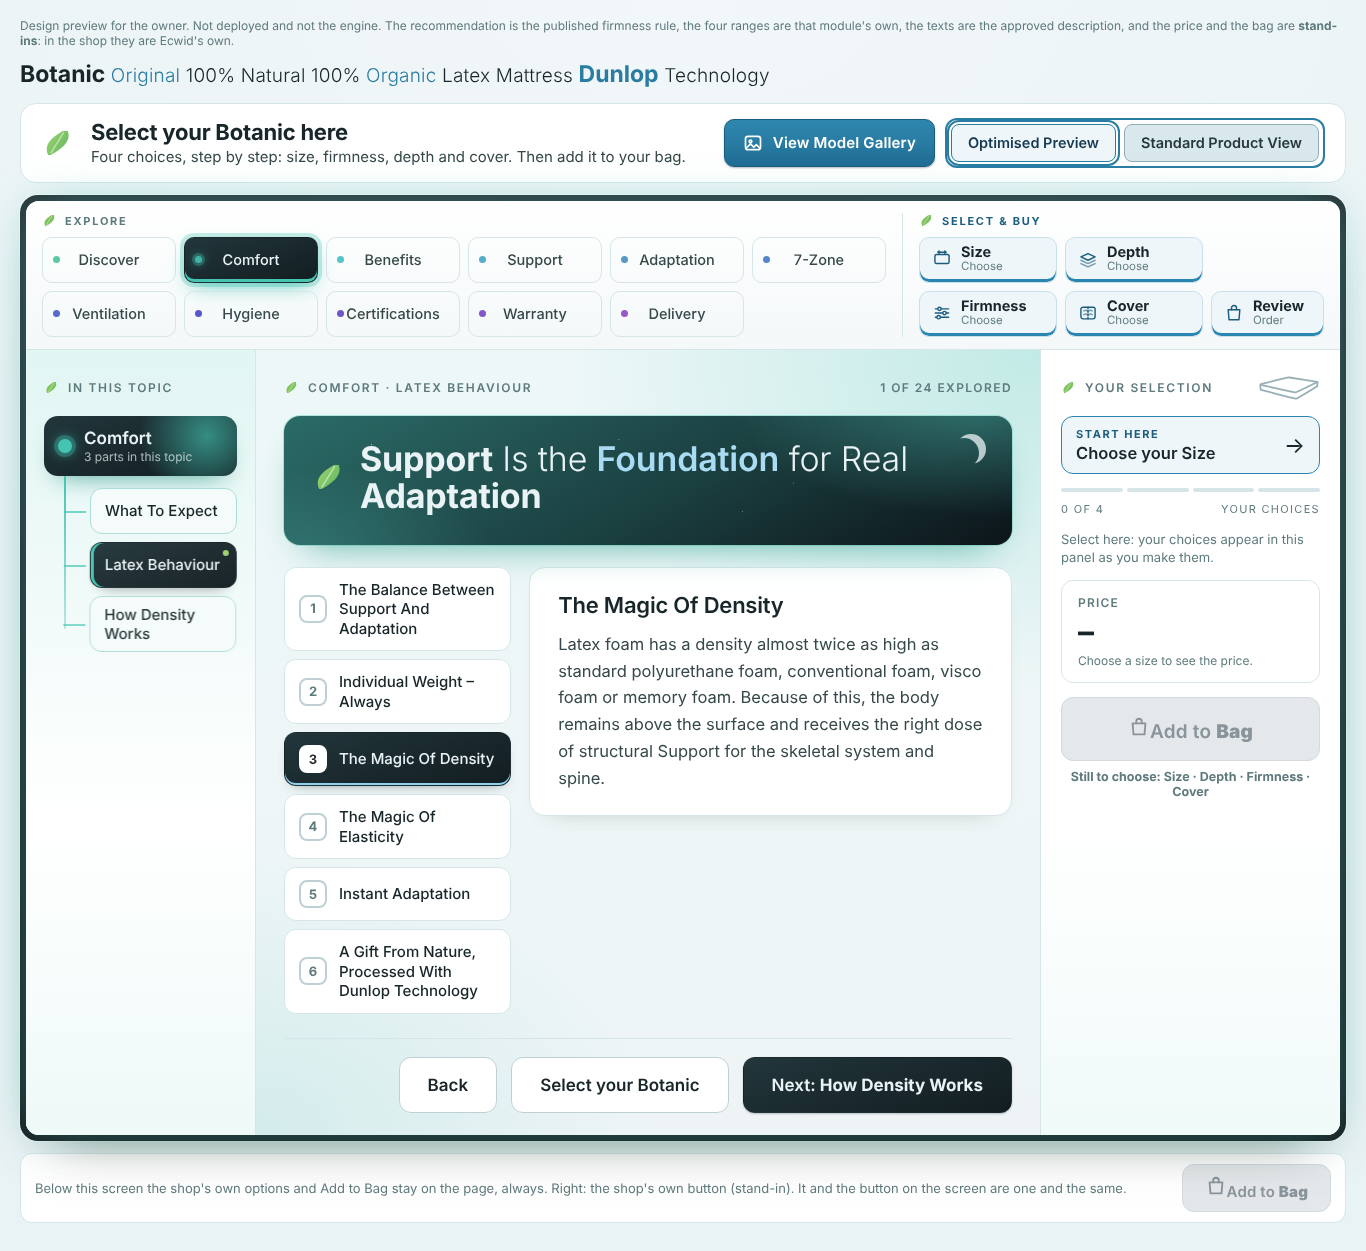 Design preview for the owner. Not deployed and not the engine. The recommendation is the published firmness rule, the four ranges are that module's own, the texts are the approved description, and the price and the bag are stand-
ins: in the shop they are Ecwid's own.
Botanic Original 100% Natural 100% Organic Latex Mattress Dunlop Technology
Select your Botanic here
Four choices, step by step: size, firmness, depth and cover. Then add it to your bag.
View Model Gallery
Optimised Preview
Standard Product View
EXPLORE
Discover
Comfort
Benefits
Support
Adaptation
7-Zone
Ventilation
Hygiene
Certifications
Warranty
Delivery
SELECT & BUY
Size
Choose
Depth
Choose
Firmness
Choose
Cover
Choose
Review
Order
IN THIS TOPIC
Comfort
3 parts in this topic
What To Expect
Latex Behaviour
How Density
Works
COMFORT · LATEX BEHAVIOUR
1 OF 24 EXPLORED
Support Is the Foundation for Real
Adaptation
1
The Balance Between
Support And
Adaptation
2
Individual Weight –
Always
3
The Magic Of Density
4
The Magic Of
Elasticity
5
Instant Adaptation
6
A Gift From Nature,
Processed With
Dunlop Technology
The Magic Of Density
Latex foam has a density almost twice as high as
standard polyurethane foam, conventional foam, visco
foam or memory foam. Because of this, the body
remains above the surface and receives the right dose
of structural Support for the skeletal system and
spine.
Back
Select your Botanic
Next: How Density Works
YOUR SELECTION
START HERE
Choose your Size
0 OF 4
YOUR CHOICES
Select here: your choices appear in this
panel as you make them.
PRICE
–
Choose a size to see the price.
Add to Bag
Still to choose: Size · Depth · Firmness ·
Cover
Below this screen the shop's own options and Add to Bag stay on the page, always. Right: the shop's own button (stand-in). It and the button on the screen are one and the same.
Add to Bag